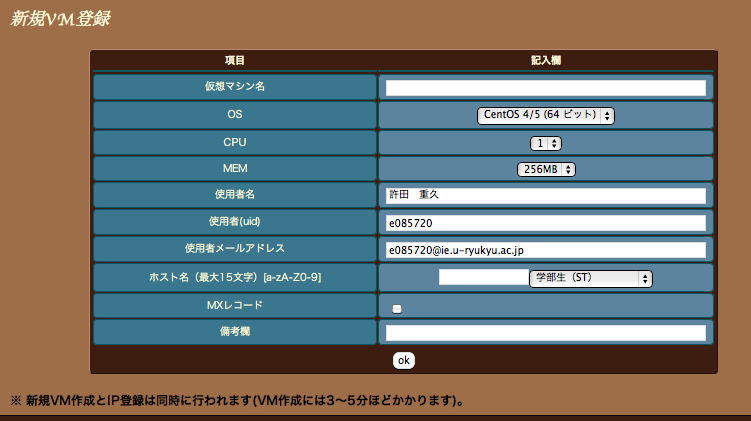 新規VM登録
項目 記入欄
仮想マシン名
OS CentOS 4/5 (64 ビット)
CPU 1
MEM 256MB
使用者名 許田　重久
使用者(uid) e085720
使用者メールアドレス e085720@ie.u-ryukyu.ac.jp
ホスト名（最大15文字）[a-zA-Z0-9] 学部生（ST）
MXレコード
備考欄
ok
※ 新規VM作成とIP登録は同時に行われます(VM作成には3〜5分ほどかかります)。